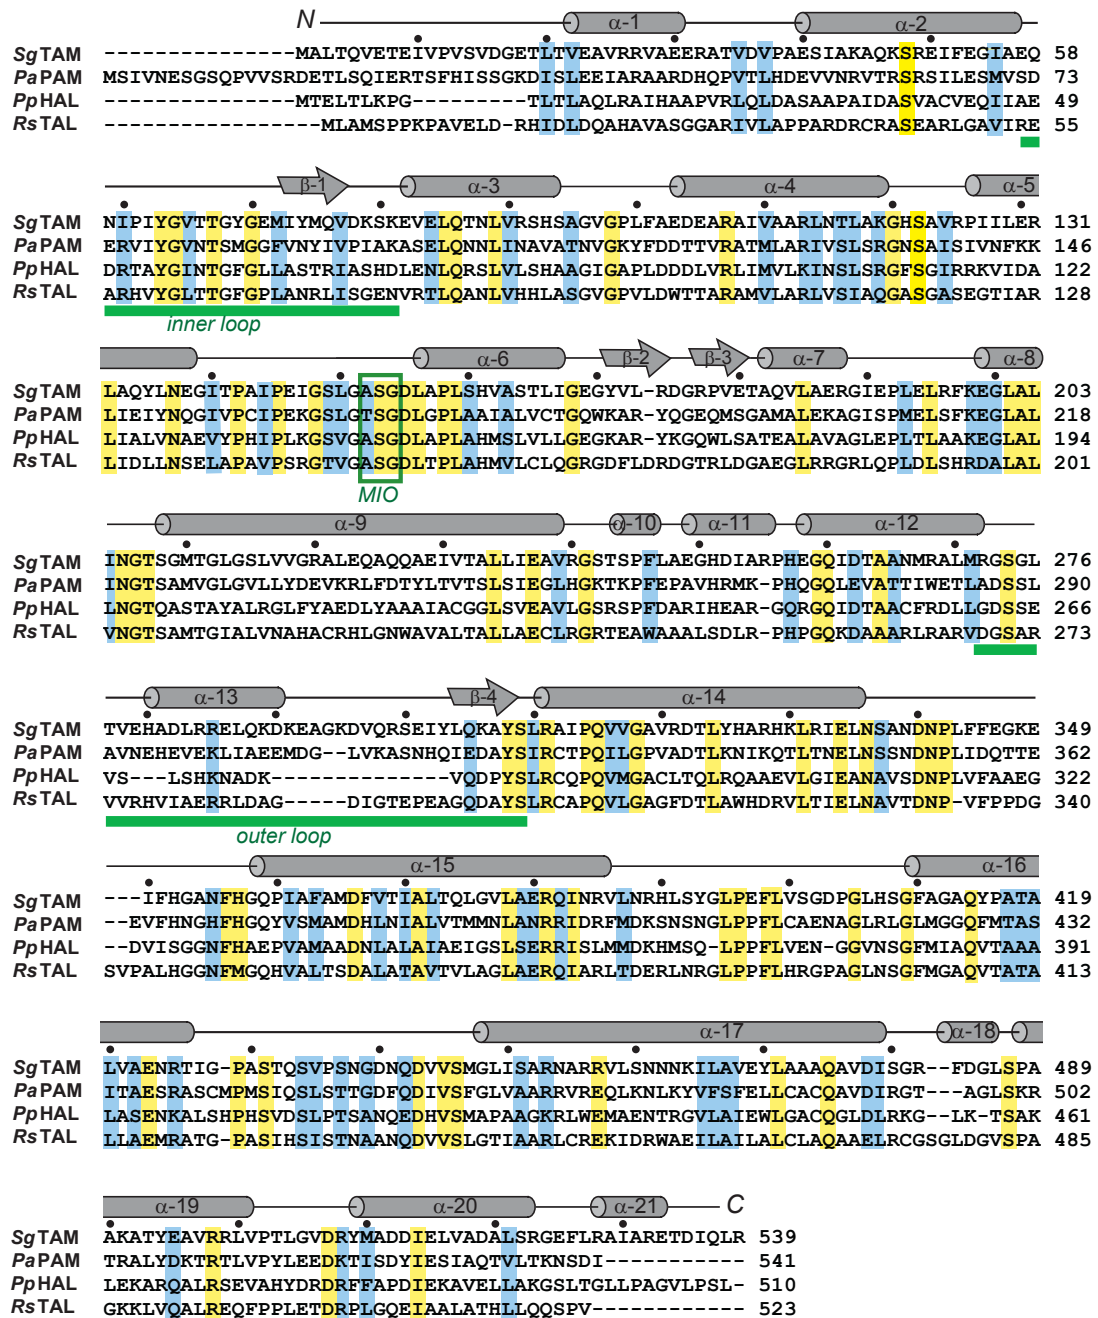 N α-1 α-2
SgTAM ---------------MALTQVETEIVPVSVDGETLTVEAVRRVAEERATVDVPAESIAKAQKSREIFEGIAEQ 58
PaPAM MSIVNESGSQPVVSRDETLSQIERTSFHISSGKDISLEEIARAARDHQPVTLHDEVVNRVTRSRSILESMVSD 73
PpHAL ---------------MTELTLKPG---------TLTLAQLRAIHAAPVRLQLDASAAPAIDASVACVEQIIAE 49
RsTAL -----------------MLAMSPPKPAVELD-RHIDLDQAHAVASGGARIVLAPPARDRCRASEARLGAVIRE 55
β-1 α-3 α-4 α-5
SgTAM NIPIYGVTTGYGEMIYMQVDKSKEVELQTNLVRSHSAGVGPLFAEDEARAIVAARLNTLAKGHSAVRPIILER 131
PaPAM ERVIYGVNTSMGGFVNYIVPIAKASELQNNLINAVATNVGKYFDDTTVRATMLARIVSLSRGNSAISIVNFKK 146
PpHAL DRTAYGINTGFGLLASTRIASHDLENLQRSLVLSHAAGIGAPLDDDLVRLIMVLKINSLSRGFSGIRRKVIDA 122
RsTAL ARHVYGLTTGFGPLANRLISGENVRTLQANLVHHLASGVGPVLDWTTARAMVLARLVSIAQGASGASEGTIAR 128
inner loop
α-6 β-2 β-3 α-7 α-8
SgTAM LAQYLNEGITPAIPEIGSLGASGDLAPLSHVASTLIGEGYVL-RDGRPVETAQVLAERGIEPLELRFKEGLAL 203
PaPAM LIEIYNQGIVPCIPEKGSLGTSGDLGPLAAIALVCTGQWKAR-YQGEQMSGAMALEKAGISPMELSFKEGLAL 218
PpHAL LIALVNAEVYPHIPLKGSVGASGDLAPLAHMSLVLLGEGKAR-YKGQWLSATEALAVAGLEPLTLAAKEGLAL 194
RsTAL LIDLLNSELAPAVPSRGTVGASGDLTPLAHMVLCLQGRGDFLDRDGTRLDGAEGLRRGRLQPLDLSHRDALAL 201
MIO
α-9 α-10 α-11 α-12
SgTAM INGTSGMTGLGSLVVGRALEQAQQAEIVTALLIEAVRGSTSPFLAEGHDIARPHEGQIDTAANMRALMRGSGL 276
PaPAM INGTSAMVGLGVLLYDEVKRLFDTYLTVTSLSIEGLHGKTKPFEPAVHRMK-PHQGQLEVATTIWETLADSSL 290
PpHAL LNGTQASTAYALRGLFYAEDLYAAAIACGGLSVEAVLGSRSPFDARIHEAR-GQRGQIDTAACFRDLLGDSSE 266
RsTAL VNGTSAMTGIALVNAHACRHLGNWAVALTALLAECLRGRTEAWAAALSDLR-PHPGQKDAAARLRARVDGSAR 273
α-13 β-4 α-14
SgTAM TVEHADLRRELQKDKEAGKDVQRSEIYLQKAYSLRAIPQVVGAVRDTLYHARHKLRIELNSANDNPLFFEGKE 349
PaPAM AVNEHEVEKLIAEEMDG--LVKASNHQIEDAYSIRCTPQILGPVADTLKNIKQTLTNELNSSNDNPLIDQTTE 362
PpHAL VS---LSHKNADK--------------VQDPYSLRCQPQVMGACLTQLRQAAEVLGIEANAVSDNPLVFAAEG 322
RsTAL VVRHVIAERRLDAG-----DIGTEPEAGQDAYSLRCAPQVLGAGFDTLAWHDRVLTIELNAVTDNP-VFPPDG 340
outer loop
α-15 α-16
SgTAM ---IFHGANFHGQPIAFAMDFVTIALTQLGVLAERQINRVLNRHLSYGLPEFLVSGDPGLHSGFAGAQYPATA 419
PaPAM ---EVFHNGHFHGQYVSMAMDHLNIALVTMMNLANRRIDRFMDKSNSNGLPPFLCAENAGLRLGLMGGQFMTAS 432
PpHAL --DVISGGNFHAEPVAMAADNLALAIAEIGSLSERRISLMMDKHMSQ-LPPFLVEN-GGVNSGFMIAQVTAAA 391
RsTAL SVPALHGGNFMGQHVALTSDALATAVTVLAGLAERQIARLTDERLNRGLPPFLHRGPAGLNSGFMGAQVTATA 413
α-17 α-18
SgTAM LVAENRTIG-PASTQSVPSNGDNQDVVSMGLISARNARRVLSNNNKILAVEYLAAAQAVDISGR--FDGLSPA 489
PaPAM ITAESRASCMPMSIQSLSTTGDFQDIVSFGLVAARRVREQLKNLKYVFSFELLCACQAVDIRGT--AGLSKR 502
PpHAL LASENKALSHPHSVDSLPTSANQEDHVSMAPAAGKRLWEMAENTRGVLAIEWLGACQGLDLRKG--LK-TSAK 461
RsTAL LLAEMRATG-PASIHSISTNAANQDVVSLGTIAARLCREKIDRWAEILAILALCLAQAAELRCGSGLDGVSPA 485
α-19 α-20 α-21 C
SgTAM AKATYEAVRRLVPTLGVDRYMADDIELVADALSRGEFLRAIARETDIQLR 539
PaPAM TRALYDKTRTLVPYLEEDKTISDYIESIAQTVLTKNSDI----------- 541
PpHAL LEKARQALRSEVAHYDRDRFFAPDIEKAVELLAKGSLTGLLPAGVLPSL- 510
RsTAL GKKLVQALREQFPPLETDRPLGQEIAALATHLLQQSPV------------ 523